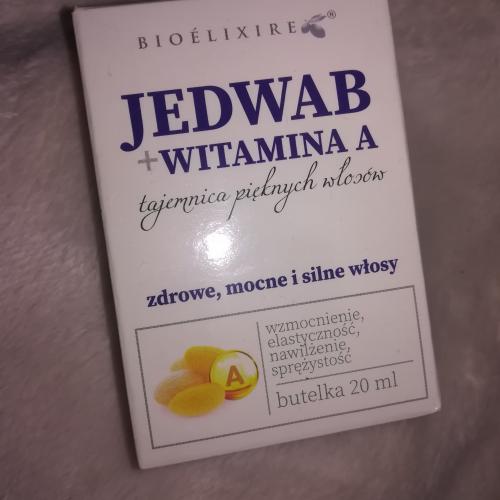 BIOÉLIXIRE®
JEDWAB
+WITAMINA A
tajemnica pięknych włosów
zdrowe, mocne i silne włosy
wzmocnienie,
elastyczność,
nawilżenie,
sprężystość
A
butelka 20 ml